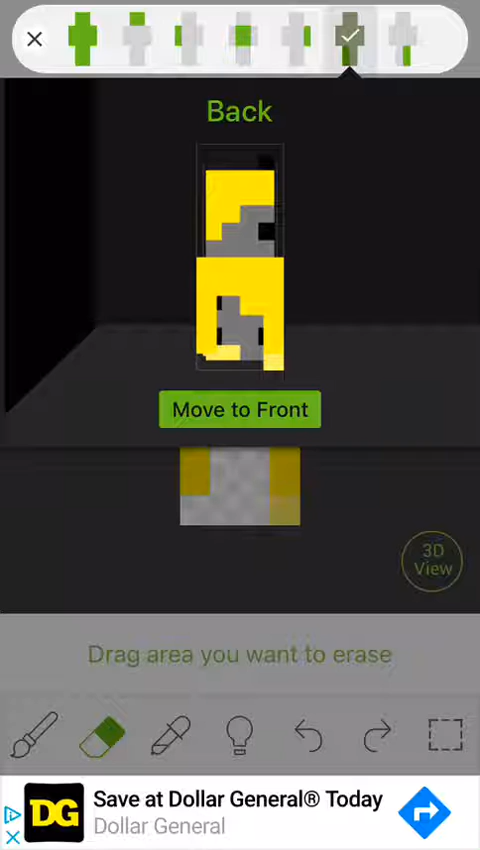 Back
Move to Front
3D
View
Drag area you want to erase
DG
Save at Dollar General® Today
Dollar General